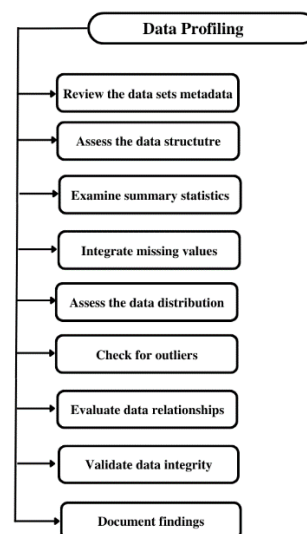 Data Profiling
Review the data sets metadata
Assess the data structutre
Examine summary statistics
Integrate missing values
Assess the data distribution
Check for outliers
Evaluate data relationships
Validate data integrity
Document findings